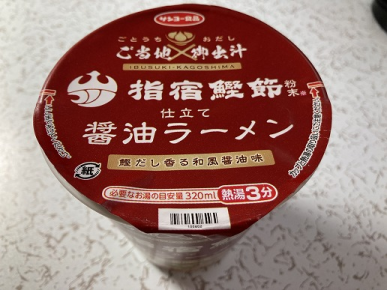 サンヨー食品
ごとうち おだし
ご当地×御出汁
IBUSUKI-KAGOSHIMA
指宿鰹節粉末※
仕立て
醤油ラーメン
鰹だし香る和風醤油味
紙
必要なお湯の目安量320mL
熱湯3分